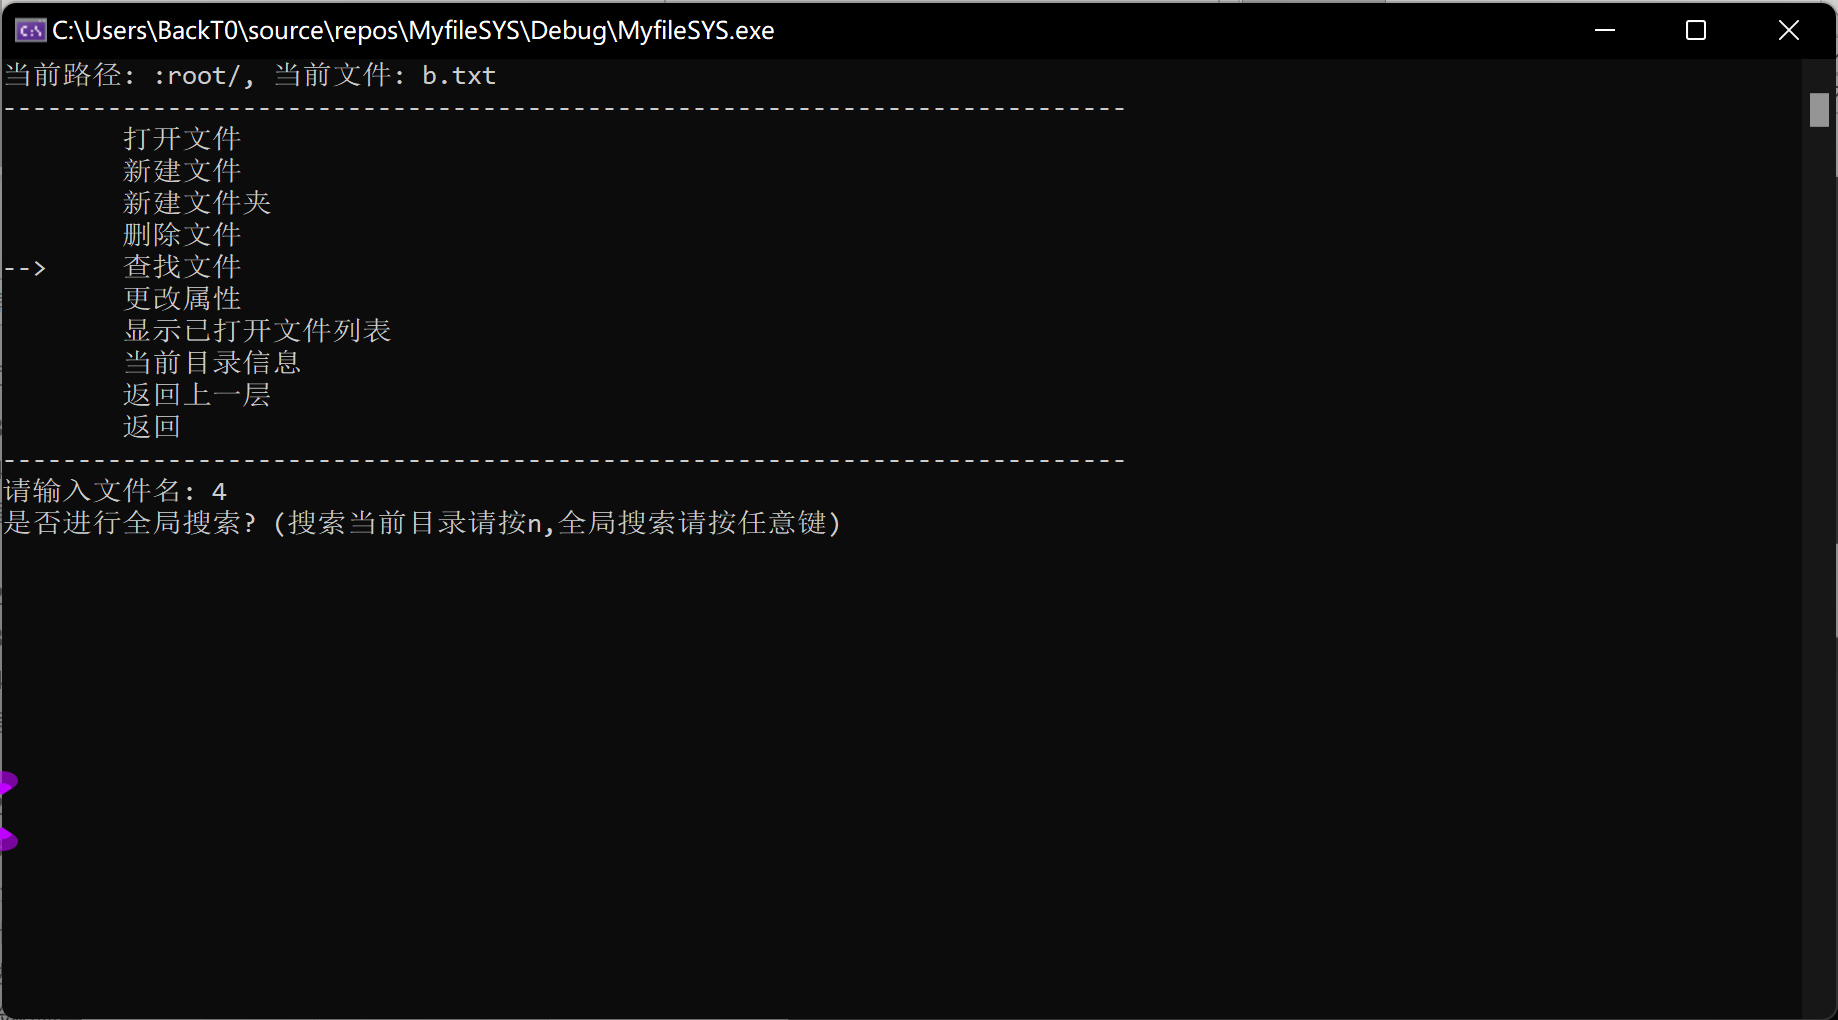 C:\Users\BackT0\source\repos\MyfileSYS\Debug\MyfileSYS.exe
当前路径: :root/, 当前文件: b.txt
---------------------------------------------------------------------------
打开文件
新建文件
新建文件夹
删除文件
--> 查找文件
更改属性
显示已打开文件列表
当前目录信息
返回上一层
返回
---------------------------------------------------------------------------
请输入文件名: 4
是否进行全局搜索? (搜索当前目录请按n,全局搜索请按任意键)